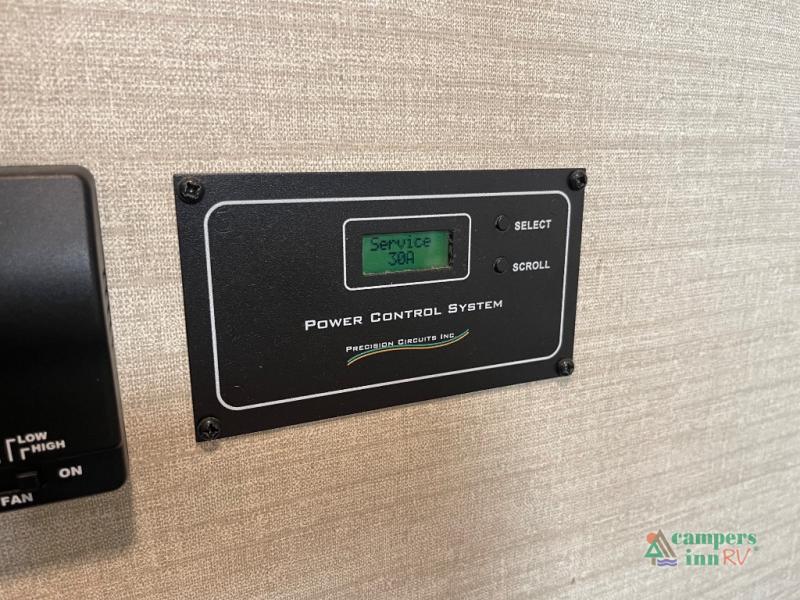 Service
30A
SELECT
SCROLL
POWER CONTROL SYSTEM
PRECISION CIRCUITS INC
LOW
HIGH
ON
FAN
campers
inn RV